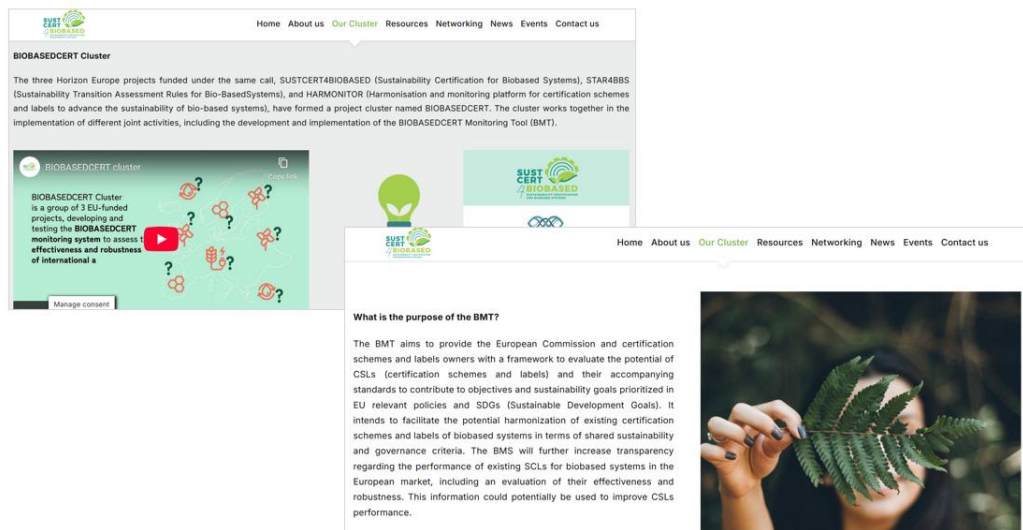 SUST
CERT
4BIOBASED
Home About us Our Cluster Resources Networking News Events Contact us
BIOBASEDCERT Cluster
The three Horizon Europe projects funded under the same call, SUSTCERT4BIOBASED (Sustainability Certification for Biobased Systems), STAR4BBS
(Sustainability Transition Assessment Rules for Bio-BasedSystems), and HARMONITOR (Harmonisation and monitoring platform for certification schemes
and labels to advance the sustainability of bio-based systems), have formed a project cluster named BIOBASEDCERT. The cluster works together in the
implementation of different joint activities, including the development and implementation of the BIOBASEDCERT Monitoring Tool (BMT).
BIOBASEDCERT cluster
Copy link
BIOBASEDCERT Cluster
is a group of 3 EU-funded
projects, developing and
testing the BIOBASEDCERT
monitoring system to assess t
effectiveness and robustness
of international a
? ? ? ? ? ? ? ?
Manage consent
SUST
CERT
4BIOBASED
SUSTAINABILITY CERTIFICATION
FOR BIOBASED SYSTEMS
SUST
CERT
4BIOBASED
Home About us Our Cluster Resources Networking News Events Contact us
What is the purpose of the BMT?
The BMT aims to provide the European Commission and certification
schemes and labels owners with a framework to evaluate the potential of
CSLs (certification schemes and labels) and their accompanying
standards to contribute to objectives and sustainability goals prioritized in
EU relevant policies and SDGs (Sustainable Development Goals). It
intends to facilitate the potential harmonization of existing certification
schemes and labels of biobased systems in terms of shared sustainability
and governance criteria. The BMS will further increase transparency
regarding the performance of existing SCLs for biobased systems in the
European market, including an evaluation of their effectiveness and
robustness. This information could potentially be used to improve CSLs
performance.